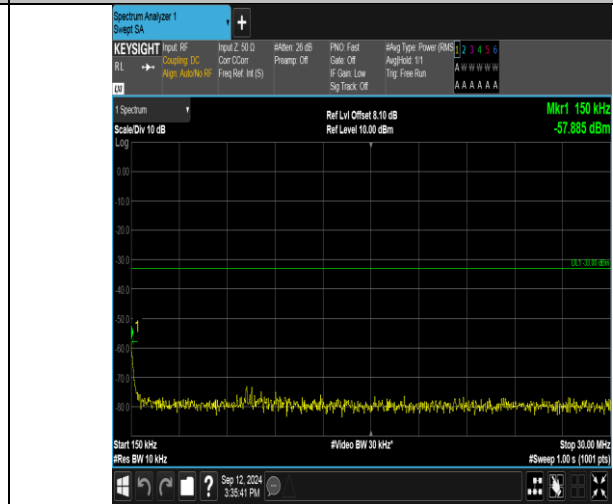 Spectrum Analyzer 1
Swept SA
+
KEYSIGHT Input: RF Input Z: 50 Ω #Atten: 26 dB PNO: Fast #Avg Type: Power (RMS 1 2 3 4 5 6
RL Coupling: DC Corr CCorr Preamp: Off Gate: Off Avg|Hold: 1/1 A W W W W W
Align: Auto/No RF Freq Ref: Int (S) IF Gain: Low Trig: Free Run
LXI Sig Track: Off A A A A A A
1 Spectrum Ref Lvl Offset 8.10 dB Mkr1 150 kHz
Scale/Div 10 dB Ref Level 10.00 dBm -57.885 dBm
Log
0.00
-10.0
-20.0
-30.0 DL1 -33.00 dBm
-40.0
-50.0
1
-60.0
-70.0
-80.0
Start 150 kHz #Video BW 30 kHz* Stop 30.00 MHz
#Res BW 10 kHz #Sweep 1.00 s (1001 pts)
? Sep 12, 2024
3:35:41 PM